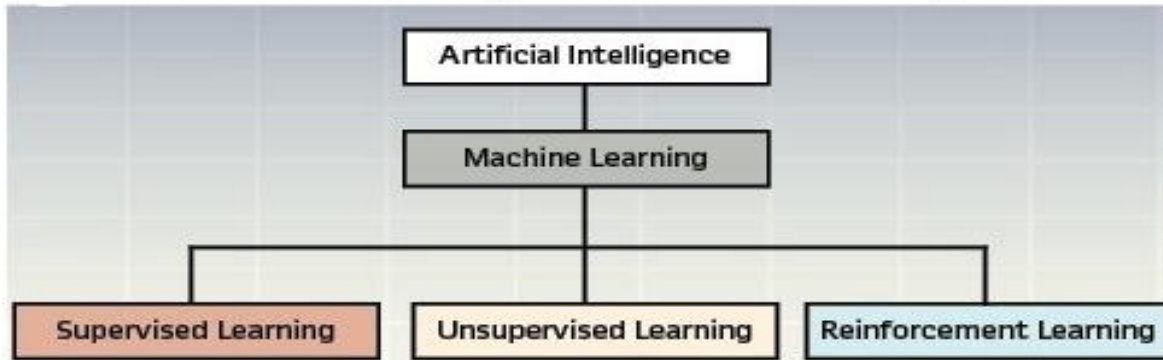 Artificial Intelligence
Machine Learning
Supervised Learning
Unsupervised Learning
Reinforcement Learning